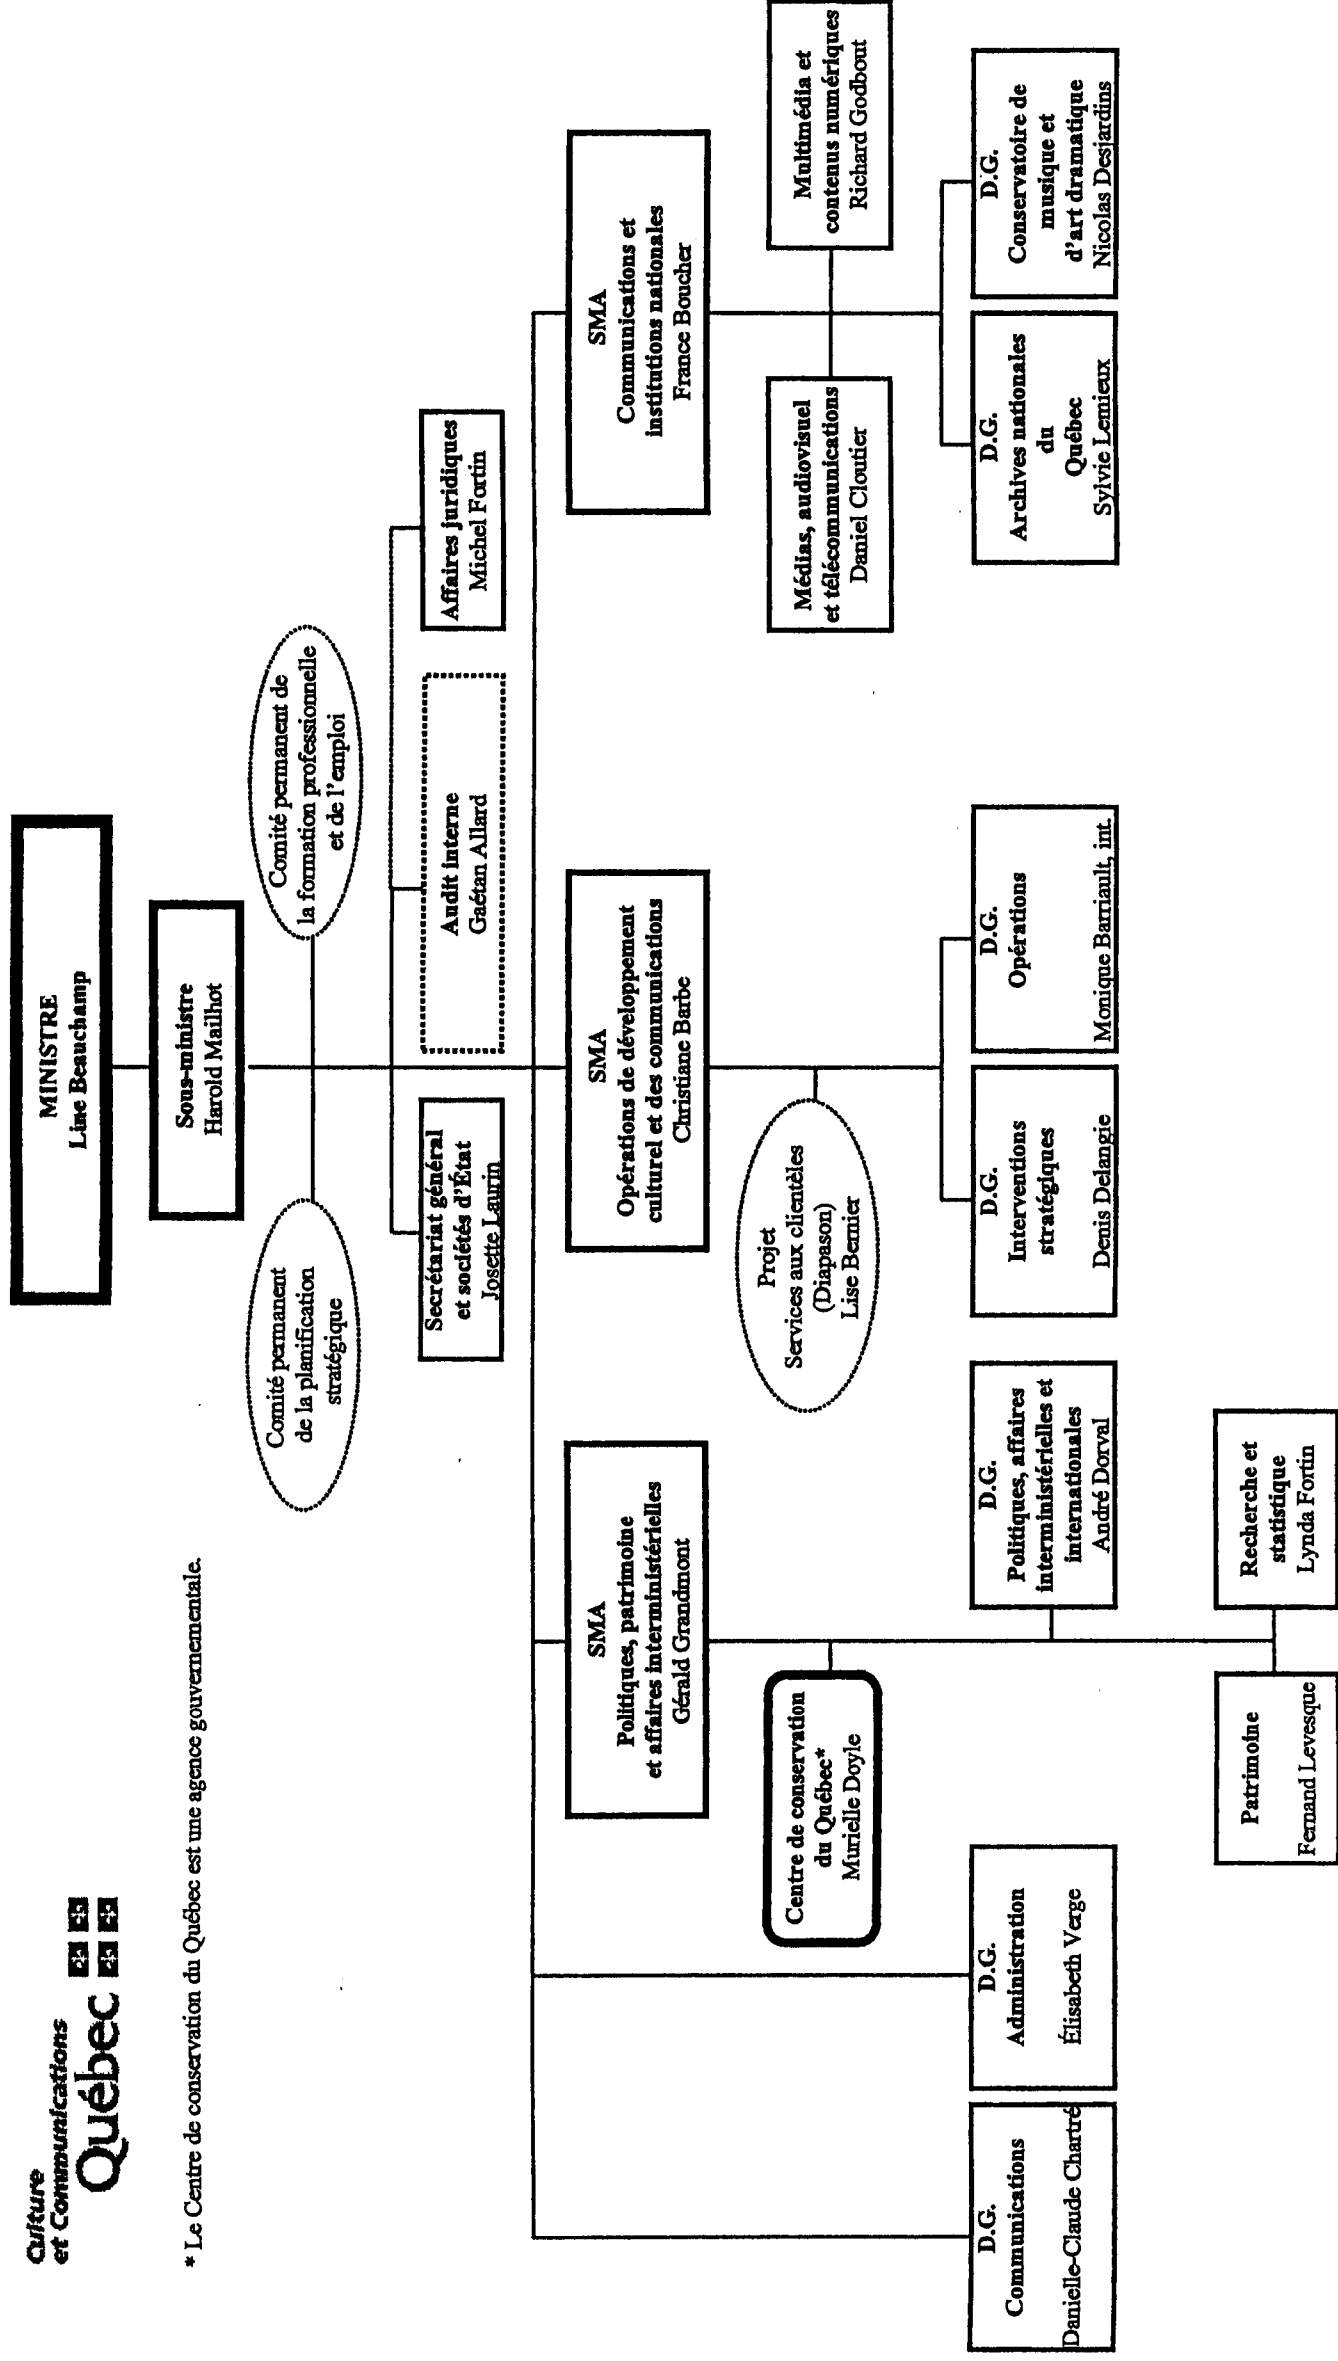 Culture
et Communications
Québec
* Le Centre de conservation du Québec est une agence gouvernementale.
MINISTRE
Line Beauchamp
Sous-ministre
Harold Mailhot
Comité permanent
de la planification
stratégique
Comité permanent de
la formation professionnelle
et de l'emploi
Secrétariat général
et sociétés d'État
Josette Laurin
Audit interne
Gaétan Allard
Affaires juridiques
Michel Fortin
SMA
Politiques, patrimoine
et affaires interministérielles
Gérald Grandmont
SMA
Opérations de développement
culturel et des communications
Christiane Barbe
SMA
Communications et
institutions nationales
France Boucher
Centre de conservation
du Québec*
Murielle Doyle
Projet
Services aux clientèles
(Diapason)
Lise Bernier
Médias, audiovisuel
et télécommunications
Daniel Cloutier
Multimédia et
contenus numériques
Richard Godbout
D.G.
Communications
Danielle-Claude Chartré
D.G.
Administration
Élisabeth Verge
D.G.
Politiques, affaires
interministérielles et
internationales
André Dorval
D.G.
Interventions
stratégiques
Denis Delangie
D.G.
Opérations
Monique Barriault, int.
D.G.
Archives nationales
du
Québec
Sylvie Lemieux
D.G.
Conservatoire de
musique et
d'art dramatique
Nicolas Desjardins
Patrimoine
Fernand Levesque
Recherche et
statistique
Lynda Fortin